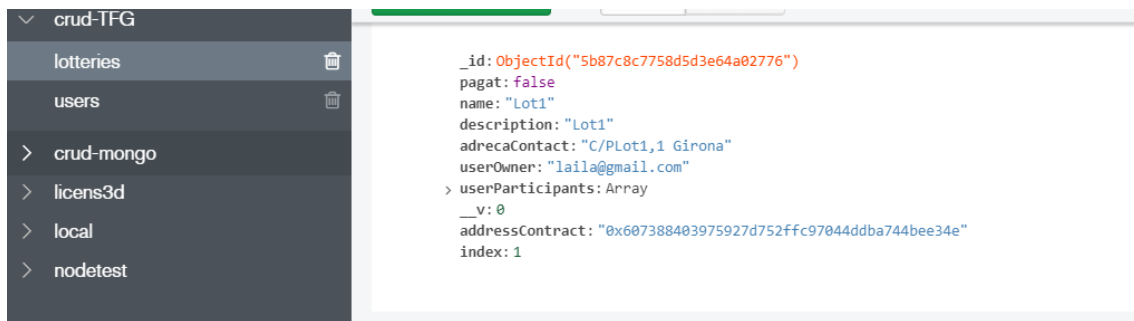 crud-TFG
lotteries
users
crud-mongo
licens3d
local
nodetest
_id: ObjectId("5b87c8c7758d5d3e64a02776")
pagat: false
name: "Lot1"
description: "Lot1"
adrecaContact: "C/PLot1,1 Girona"
userOwner: "laila@gmail.com"
userParticipants: Array
__v: 0
addressContract: "0x607388403975927d752ffc97044ddba744bee34e"
index: 1